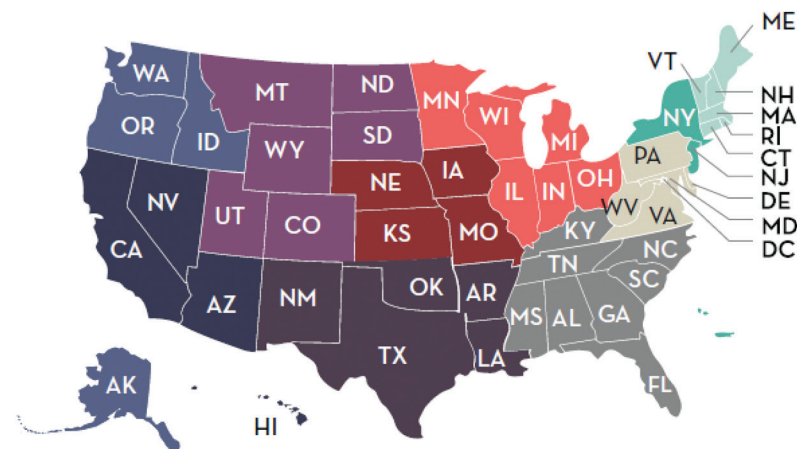 ME
VT
WA
MT
ND
MN
NH
MA
OR
ID
WI
NY
RI
SD
MI
CT
WY
PA
NJ
IA
NE
OH
DE
IL
IN
NV
UT
WV
VA
MD
CO
KS
MO
KY
DC
CA
NC
TN
OK
AR
SC
AZ
NM
MS
AL
GA
TX
LA
AK
FL
HI